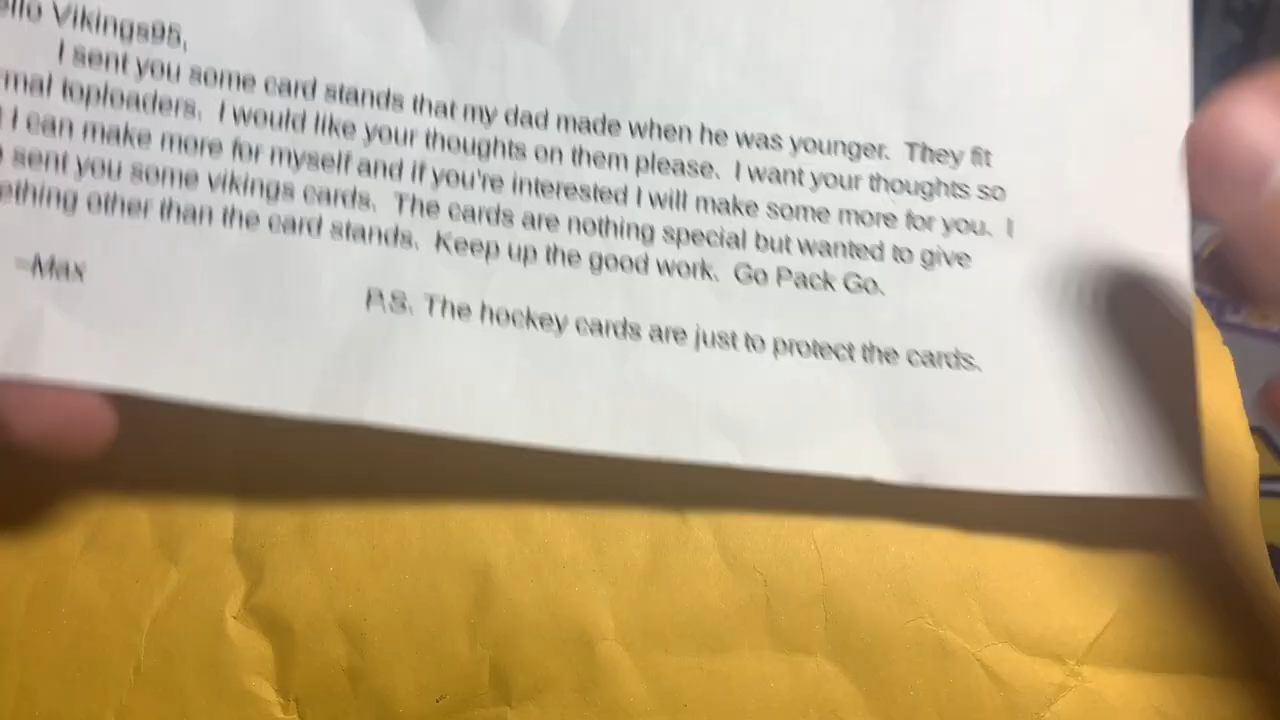 Vikings95,
I sent you some card stands that my dad made when he was younger. They fit
toploaders. I would like your thoughts on them please. I want your thoughts so
I can make more for myself and if you're interested I will make some more for you. I
sent you some vikings cards. The cards are nothing special but wanted to give
other than the card stands. Keep up the good work. Go Pack Go.
-Max
P.S. The hockey cards are just to protect the cards.